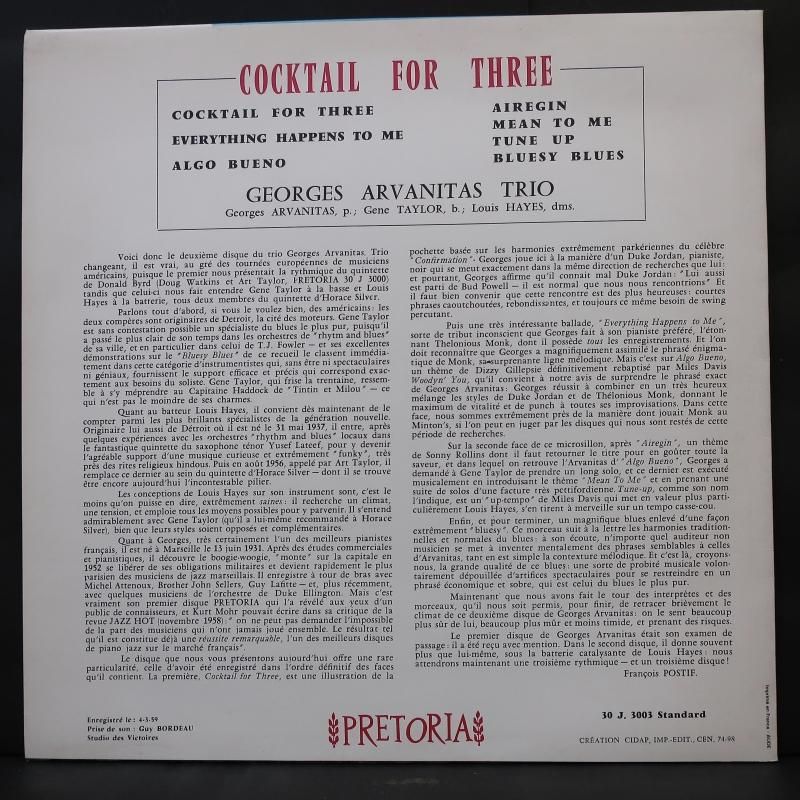 COCKTAIL FOR THREE
COCKTAIL FOR THREE
EVERYTHING HAPPENS TO ME
ALGO BUENO
AIREGIN
MEAN TO ME
TUNE UP
BLUESY BLUES
GEORGES ARVANITAS TRIO
Georges ARVANITAS, p.; Gene TAYLOR, b.; Louis HAYES, dms.
Voici donc le deuxième disque du trio Georges Arvanitas. Trio
changeant, il est vrai, au gré des tournées européennes de musiciens
américains, puisque le premier nous présentait la rythmique du quintette
de Donald Byrd (Doug Watkins et Art Taylor, PRETORIA 30 J 3000)
tandis que celui-ci nous fait entendre Gene Taylor à la basse et Louis
Hayes à la batterie, tous deux membres du quintette d'Horace Silver.
Parlons tout d'abord, si vous le voulez bien, des américains: les
deux compères sont originaires de Detroit, la cité des moteurs. Gene Taylor
est sans contestation possible un spécialiste du blues le plus pur, puisqu'il
a passé le plus clair de son temps dans les orchestres de "rhythm and blues"
de sa ville, et en particulier dans celui de T.J. Fowler — et ses excellentes
démonstrations sur le "Bluesy Blues" de ce recueil le classent immédia-
tement dans cette catégorie d'instrumentistes qui, sans être ni spectaculaires
ni géniaux, fournissent le support efficace et précis qui correspond exac-
tement aux besoins du soliste. Gene Taylor, qui frise la trentaine, ressem-
ble à s'y méprendre au Capitaine Haddock de "Tintin et Milou" — ce
qui n'est pas le moindre de ses charmes.
Quant au batteur Louis Hayes, il convient dès maintenant de le
compter parmi les plus brillants spécialistes de la génération nouvelle.
Originaire lui aussi de Détroit où il est né le 31 mai 1937, il entre, après
quelques expériences avec les orchestres "rhythm and blues" locaux dans
le fantastique quintette du saxophone ténor Yusef Lateef, pour y devenir
l'agréable support d'une musique curieuse et extrêmement "funky", très
près des rites religieux hindous. Puis en août 1956, appelé par Art Taylor, il
remplace ce dernier au sein du quintette d'Horace Silver — dont il se trouve
être encore aujourd'hui l'incontestable pilier.
Les conceptions de Louis Hayes sur son instrument sont, c'est le
moins qu'on puisse en dire, extrêmement saines: il recherche un climat,
une tension, et emploie tous les moyens possibles pour y parvenir. Il s'entend
admirablement avec Gene Taylor (qu'il a lui-même recommandé à Horace
Silver), bien que leurs styles soient opposés et complémentaires.
Quant à Georges, très certainement l'un des meilleurs pianistes
français, il est né à Marseille le 13 juin 1931. Après des études commerciales
et pianistiques, il découvre le boogie-woogie, "monte" sur la capitale en
1952 se libérer de ses obligations militaires et devient rapidement le plus
parisien des musiciens de jazz marseillais. Il enregistre à tour de bras avec
Michel Attenoux, Brother John Sellers, Guy Lafitte — et, plus récemment,
avec quelques musiciens de l'orchestre de Duke Ellington. Mais c'est
vraiment son premier disque PRETORIA qui l'a révélé aux yeux d'un
public de connaisseurs, et Kurt Mohr pouvait écrire dans sa critique de la
revue JAZZ HOT (novembre 1958): "on ne peut pas demander l'impossible
de la part des musiciens qui n'ont jamais joué ensemble. Le résultat tel
qu'il est constitue déjà une réussite remarquable, l'un des meilleurs disques
de piano jazz sur le marché français".
Le disque que nous vous présentons aujourd'hui offre une rare
particularité, celle d'avoir été enregistré dans l'ordre définitif des faces
qu'il contient. La première, Cocktail for Three, est une illustration de la
pochette basée sur les harmonies extrêmement parkériennes du célèbre
"Confirmation". Georges joue ici à la manière d'un Duke Jordan, pianiste,
noir qui se meut exactement dans la même direction de recherches que lui:
et pourtant, Georges affirme qu'il connait mal Duke Jordan: "Lui aussi
est parti de Bud Powell — il est normal que nous nous rencontrions" Et
il faut bien convenir que cette rencontre est des plus heureuses: courtes
phrases caoutchoutées, rebondissantes, et toujours ce même besoin de swing
percutant.
Puis une très intéressante ballade, "Everything Happens to Me",
sorte de tribut inconscient que Georges fait à son pianiste préféré, l'éton-
nant Thelonious Monk, dont il possède tous les enregistrements. Et l'on
doit reconnaître que Georges a magnifiquement assimilé le phrasé énigma-
tique de Monk, sa surprenante ligne mélodique. Mais c'est sur Algo Bueno,
un thème de Dizzy Gillepsie définitivement rebaptisé par Miles Davis
Woodyn' You, qu'il convient à notre avis de surprendre le phrasé exact
de Georges Arvanitas: Georges réussit à combiner en un très heureux
mélange les styles de Duke Jordan et de Thélonious Monk, donnant le
maximum de vitalité et de punch à toutes ses improvisations. Dans cette
face, nous sommes extrêmement près de la manière dont jouait Monk au
Minton's, si l'on peut en juger par les disques qui nous sont restés de cette
période de recherches.
Sur la seconde face de ce microsillon, après "Airegin", un thème
de Sonny Rollins dont il faut retourner le titre pour en goûter toute la
saveur, et dans lequel on retrouve l'Arvanitas d'"Algo Bueno", Georges a
demandé à Gene Taylor de prendre un long solo, et ce dernier est exécuté
musicalement en introduisant le thème "Mean To Me" et en prenant une
suite de solos d'une facture très pettifordienne. Tune-up, comme son nom
l'indique, est un "up-tempo" de Miles Davis qui met en valeur plus parti-
culièrement Louis Hayes, s'en tirent à merveille sur un tempo casse-cou.
Enfin, et pour terminer, un magnifique blues enlevé d'une façon
extrêmement "bluesy". Ce morceau suit à la lettre les harmonies tradition-
nelles et normales du blues: à son écoute, n'importe quel auditeur non
musicien se met à inventer mentalement des phrases semblables à celles
d'Arvanitas, tant en est simple la contexture mélodique. Et c'est là, croyons-
nous, la grande qualité de ce blues: une sorte de probité musicale volon-
tairement dépouillée d'artifices spectaculaires pour se restreindre en un
phrasé économique et sobre, qui est celui du blues le plus pur.
Maintenant que nous avons fait le tour des interprètes et des
morceaux, qu'il nous soit permis, pour finir, de retracer brièvement le
climat de ce deuxième disque de Georges Arvanitas: on le sent beaucoup
plus sûr de lui, beaucoup plus mûr et moins timide, et prenant des risques.
Le premier disque de Georges Arvanitas était son examen de
passage: il a été reçu avec mention. Dans le second disque, il donne souvent
plus que lui-même, sous la batterie catalysante de Louis Hayes: nous
attendrons maintenant une troisième rythmique — et un troisième disque!
François POSTIF.
Enregistré le: 4-3-59
Prise de son: Guy BORDEAU
Studio des Victoires
PRETORIA
30 J. 3003 Standard
CRÉATION CIDAP, IMP.-EDIT., CEN. 74-98
Imprimé en France